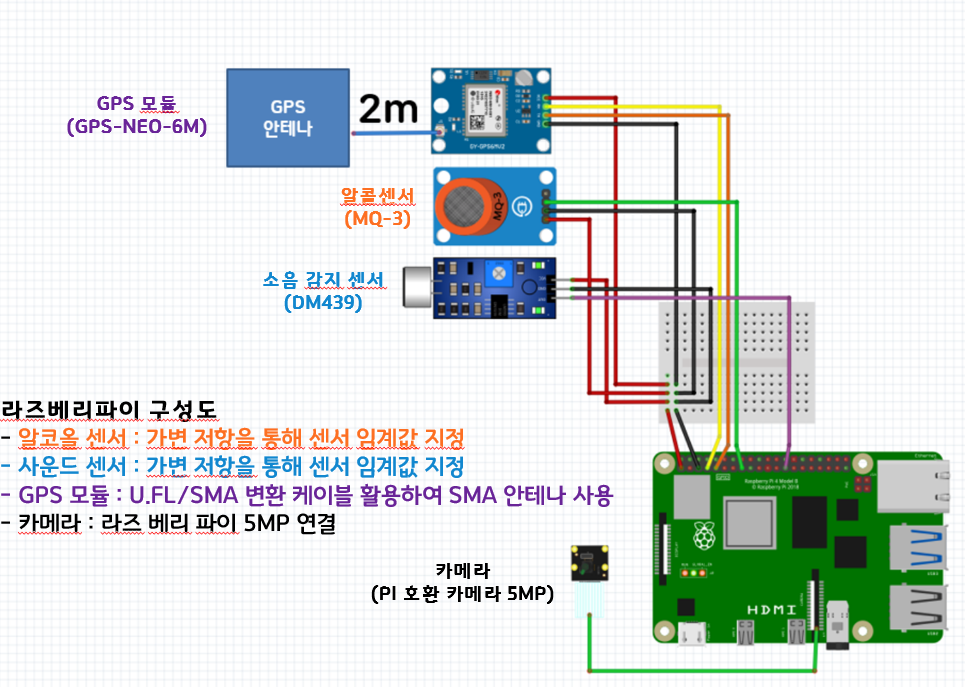 GPS 모듈
(GPS-NEO-6M)
GPS
안테나
2m
GY-GPS6MV2
알콜센서
(MQ-3)
MQ-3
소음 감지 센서
(DM439)
라즈베리파이 구성도
- 알코올 센서 : 가변 저항을 통해 센서 임계값 지정
- 사운드 센서 : 가변 저항을 통해 센서 임계값 지정
- GPS 모듈 : U.FL/SMA 변환 케이블 활용하여 SMA 안테나 사용
- 카메라 : 라즈 베리 파이 5MP 연결
카메라
(PI 호환 카메라 5MP)
Ethernet
GPIO
Raspberry Pi 4 Model B
© Raspberry Pi 2018
HDMI